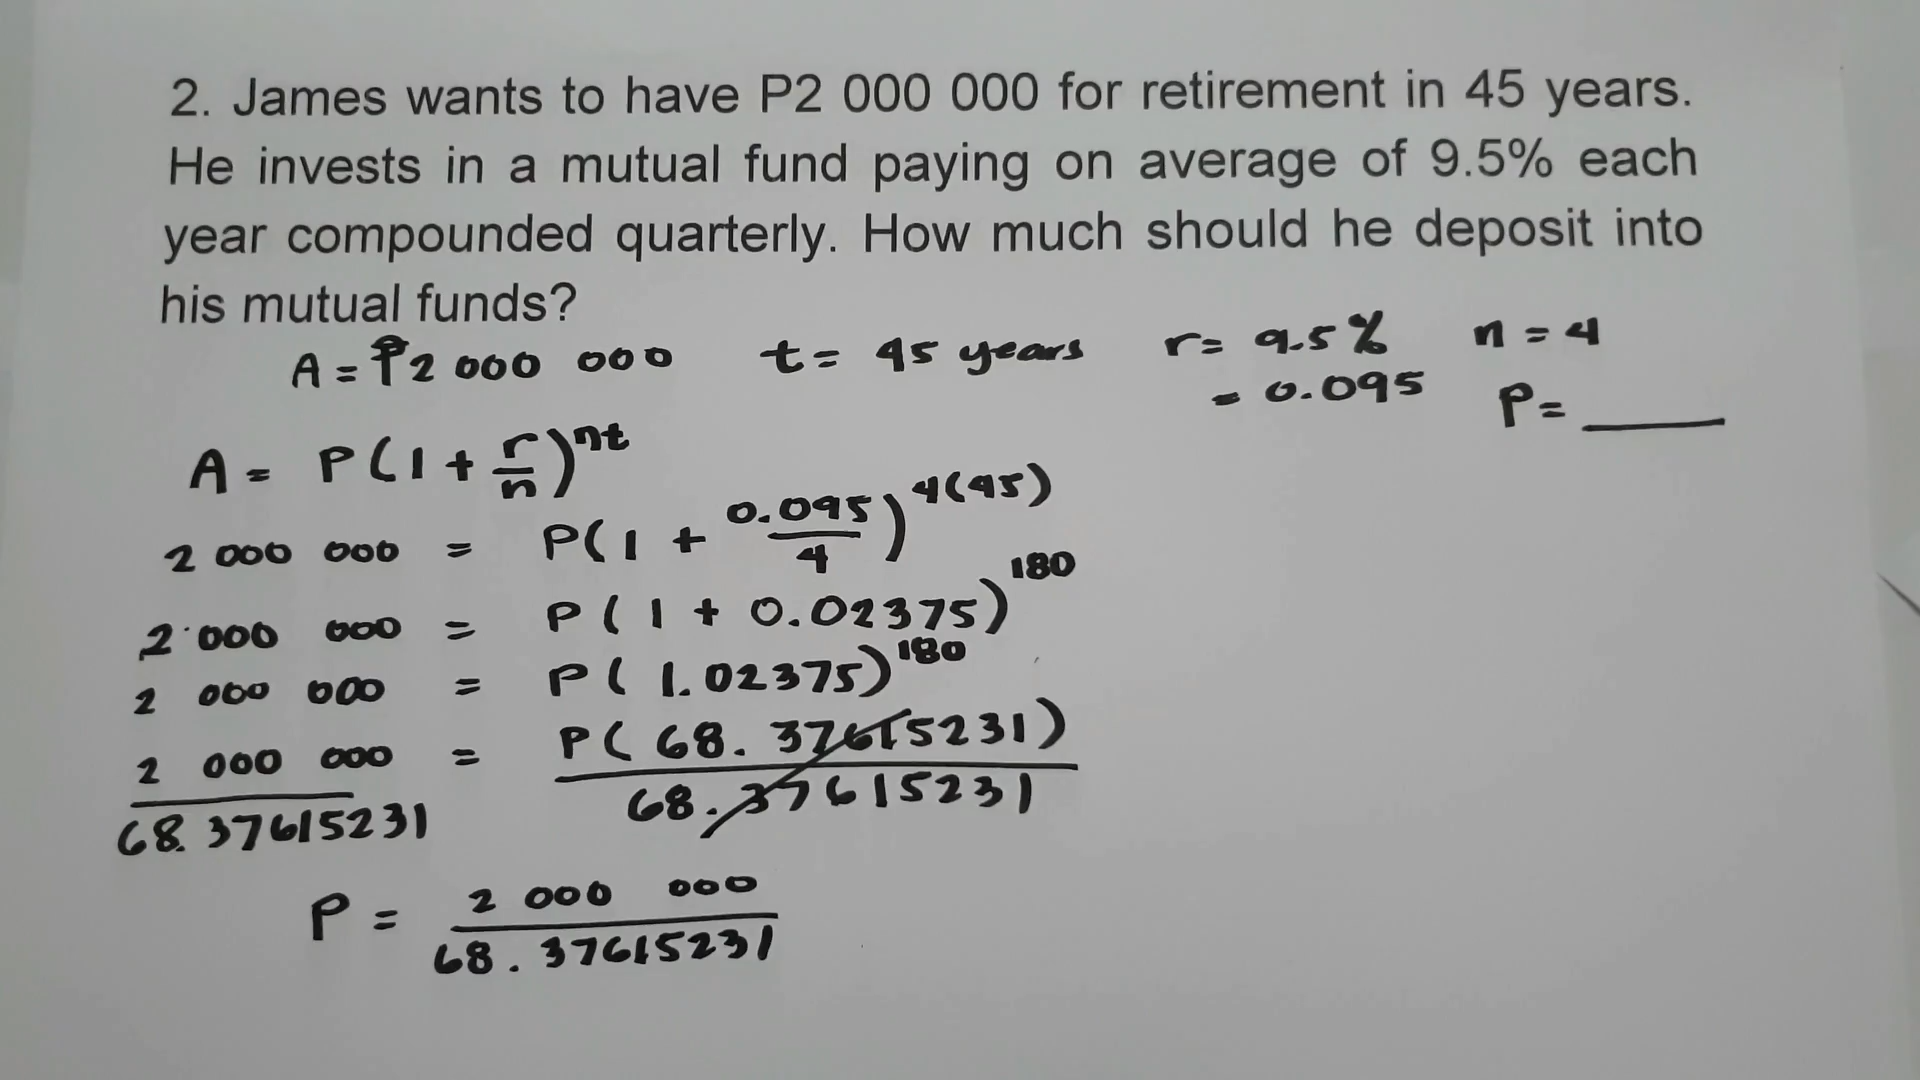 2. James wants to have P2 000 000 for retirement in 45 years.
He invests in a mutual fund paying on average of 9.5% each
year compounded quarterly. How much should he deposit into
his mutual funds?
A = ₱2 000 000 t = 45 years r = 9.5% n = 4
= 0.095 P = ____
A = P(1 + r/n)^nt
2 000 000 = P(1 + 0.095/4)^4(45)
2 000 000 = P(1 + 0.02375)^180
2 000 000 = P(1.02375)^180
2 000 000 = P(68.37615231)
68.37615231 68.37615231
P = 2 000 000
68.37615231